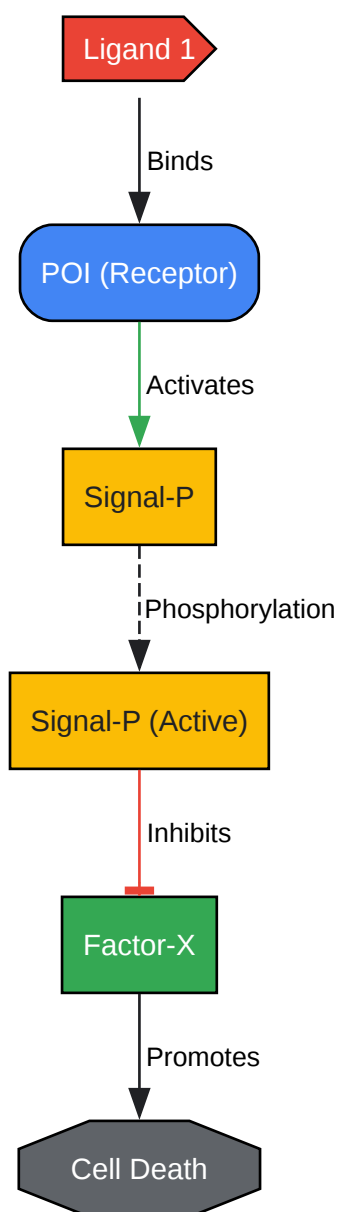 Ligand 1
Binds
POI (Receptor)
Activates
Signal-P
Phosphorylation
Signal-P (Active)
Inhibits
Factor-X
Promotes
Cell Death